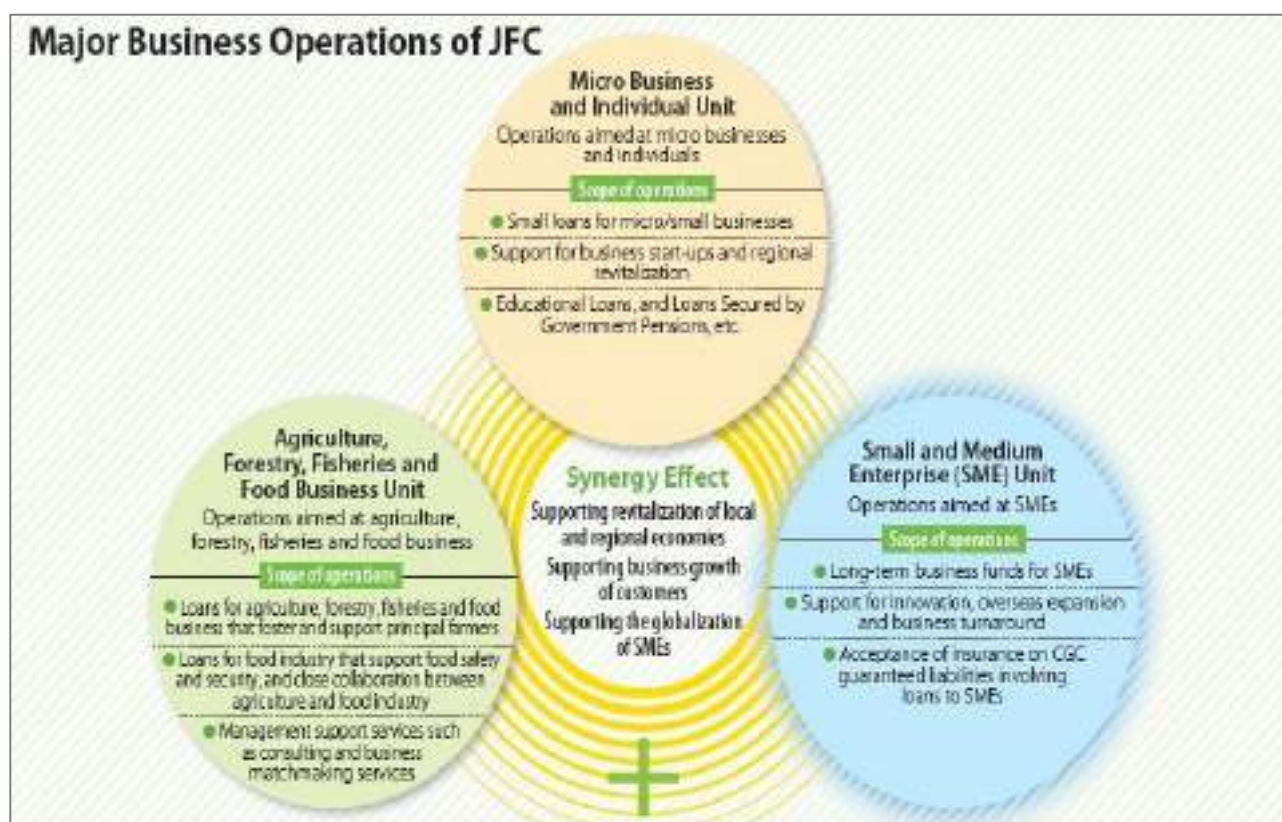 Major Business Operations of JFC
Micro Business
and Individual Unit
Operations aimed at micro businesses
and individuals
Scope of operations
Small loans for micro/small businesses
Support for business start-ups and regional
revitalization
Educational Loans, and Loans Secured by
Government Pensions, etc.
Agriculture,
Forestry, Fisheries and
Food Business Unit
Operations aimed at agriculture,
forestry, fisheries and food business
Scope of operations
Loans for agriculture, forestry, fisheries and food
business that foster and support principal farmers
Loans for food industry that support food safety
and security, and close collaboration between
agriculture and food industry
Management support services such
as consulting and business
matchmaking services
Synergy Effect
Supporting revitalization of local
and regional economies
Supporting business growth
of customers
Supporting the globalization
of SMEs
Small and Medium
Enterprise (SME) Unit
Operations aimed at SMEs
Scope of operations
Long-term business funds for SMEs
Support for innovation, overseas expansion
and business turnaround
Acceptance of insurance on CGC
guaranteed liabilities involving
loans to SMEs